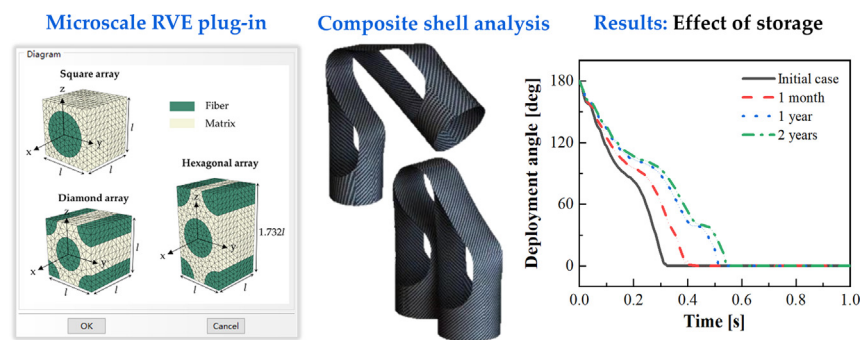 Microscale RVE plug-in
Diagram
Square array
z
y
x
l
l
l
Fiber
Matrix
Diamond array
z
y
x
l
l
l
Hexagonal array
z
y
x
1.732l
l
l
OK
Cancel
Composite shell analysis
Results: Effect of storage
Deployment angle [deg]
180
120
60
0
0.0
0.2
0.4
0.6
0.8
1.0
Time [s]
Initial case
1 month
1 year
2 years